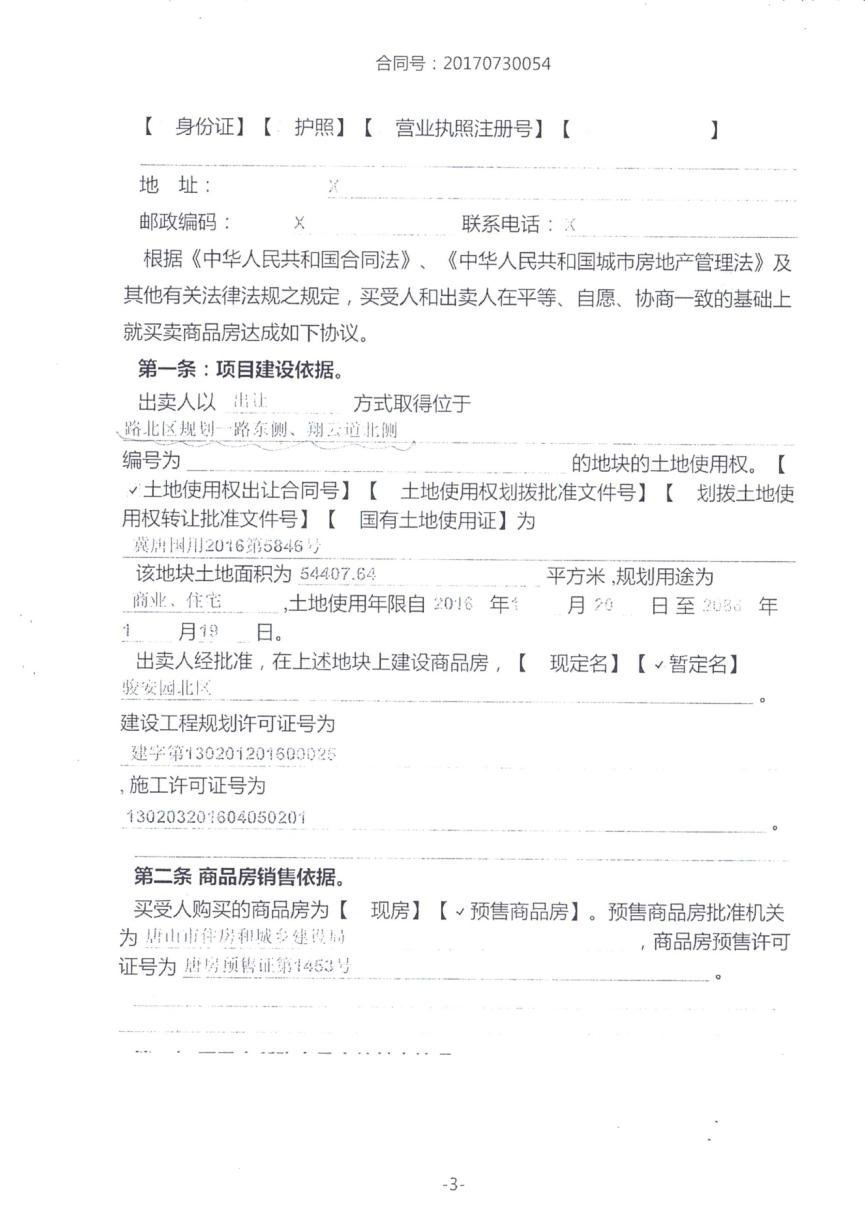 合同号：20170730054
【　身份证】【　护照】【　营业执照注册号】【　　　　】
地　址：　X
邮政编码：　X　联系电话：X
根据《中华人民共和国合同法》、《中华人民共和国城市房地产管理法》及
其他有关法律法规之规定，买受人和出卖人在平等、自愿、协商一致的基础上
就买卖商品房达成如下协议。
第一条：项目建设依据。
出卖人以　出让　方式取得位于
路北区规划一路东侧、翔云道北侧
编号为　　　　的地块的土地使用权。【
✓土地使用权出让合同号】【　土地使用权划拨批准文件号】【　划拨土地使
用权转让批准文件号】【　国有土地使用证】为
冀唐国用2016第5846号
该地块土地面积为 54407.64　平方米,规划用途为
商业、住宅　,土地使用年限自 2016 年1　月 20　日 至 2086 年
1　月19　日。
出卖人经批准，在上述地块上建设商品房，【　现定名】【✓暂定名】
骏安园北区　。
建设工程规划许可证号为
建字第130201201600025
,施工许可证号为
130203201604050201　。
第二条 商品房销售依据。
买受人购买的商品房为【　现房】【✓预售商品房】。预售商品房批准机关
为 唐山市住房和城乡建设局　，商品房预售许可
证号为 唐房预售证第1453号　。
-3-